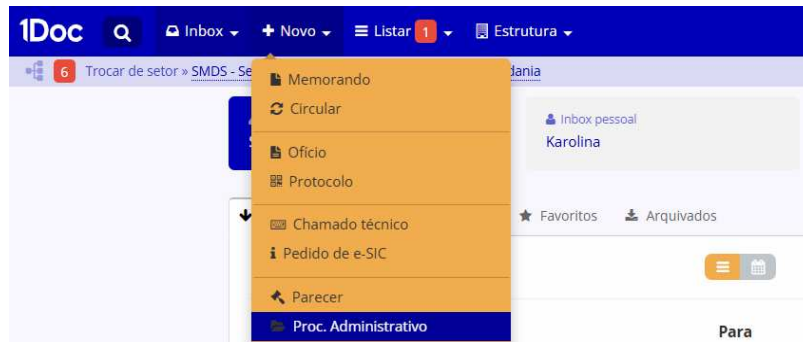 1Doc Inbox + Novo Listar 1 Estrutura
6 Trocar de setor » SMDS - Se dania
Memorando
Circular
Inbox pessoal
Karolina
Ofício
Protocolo
Chamado técnico
Favoritos Arquivados
Pedido de e-SIC
Parecer
Proc. Administrativo
Para